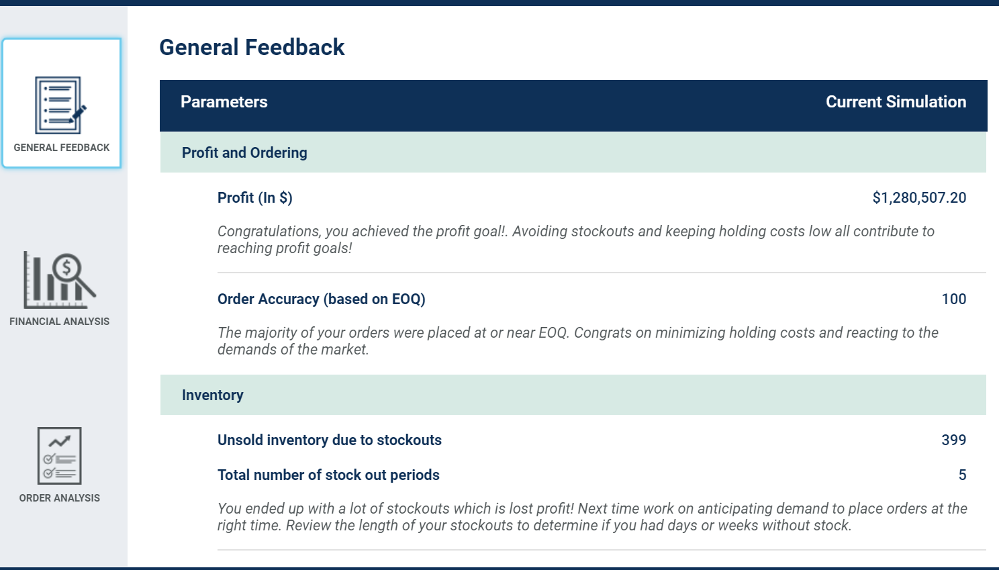 General Feedback
Parameters Current Simulation
GENERAL FEEDBACK
Profit and Ordering
Profit (In $) $1,280,507.20
Congratulations, you achieved the profit goal!. Avoiding stockouts and keeping holding costs low all contribute to
reaching profit goals!
Order Accuracy (based on EOQ) 100
FINANCIAL ANALYSIS
The majority of your orders were placed at or near EOQ. Congrats on minimizing holding costs and reacting to the
demands of the market.
Inventory
Unsold inventory due to stockouts 399
Total number of stock out periods 5
ORDER ANALYSIS
You ended up with a lot of stockouts which is lost profit! Next time work on anticipating demand to place orders at the
right time. Review the length of your stockouts to determine if you had days or weeks without stock.